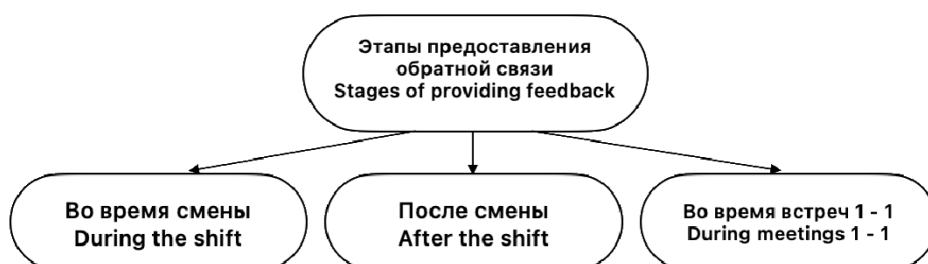 Этапы предоставления
обратной связи
Stages of providing feedback
Во время смены
During the shift
После смены
After the shift
Во время встреч 1 - 1
During meetings 1 - 1